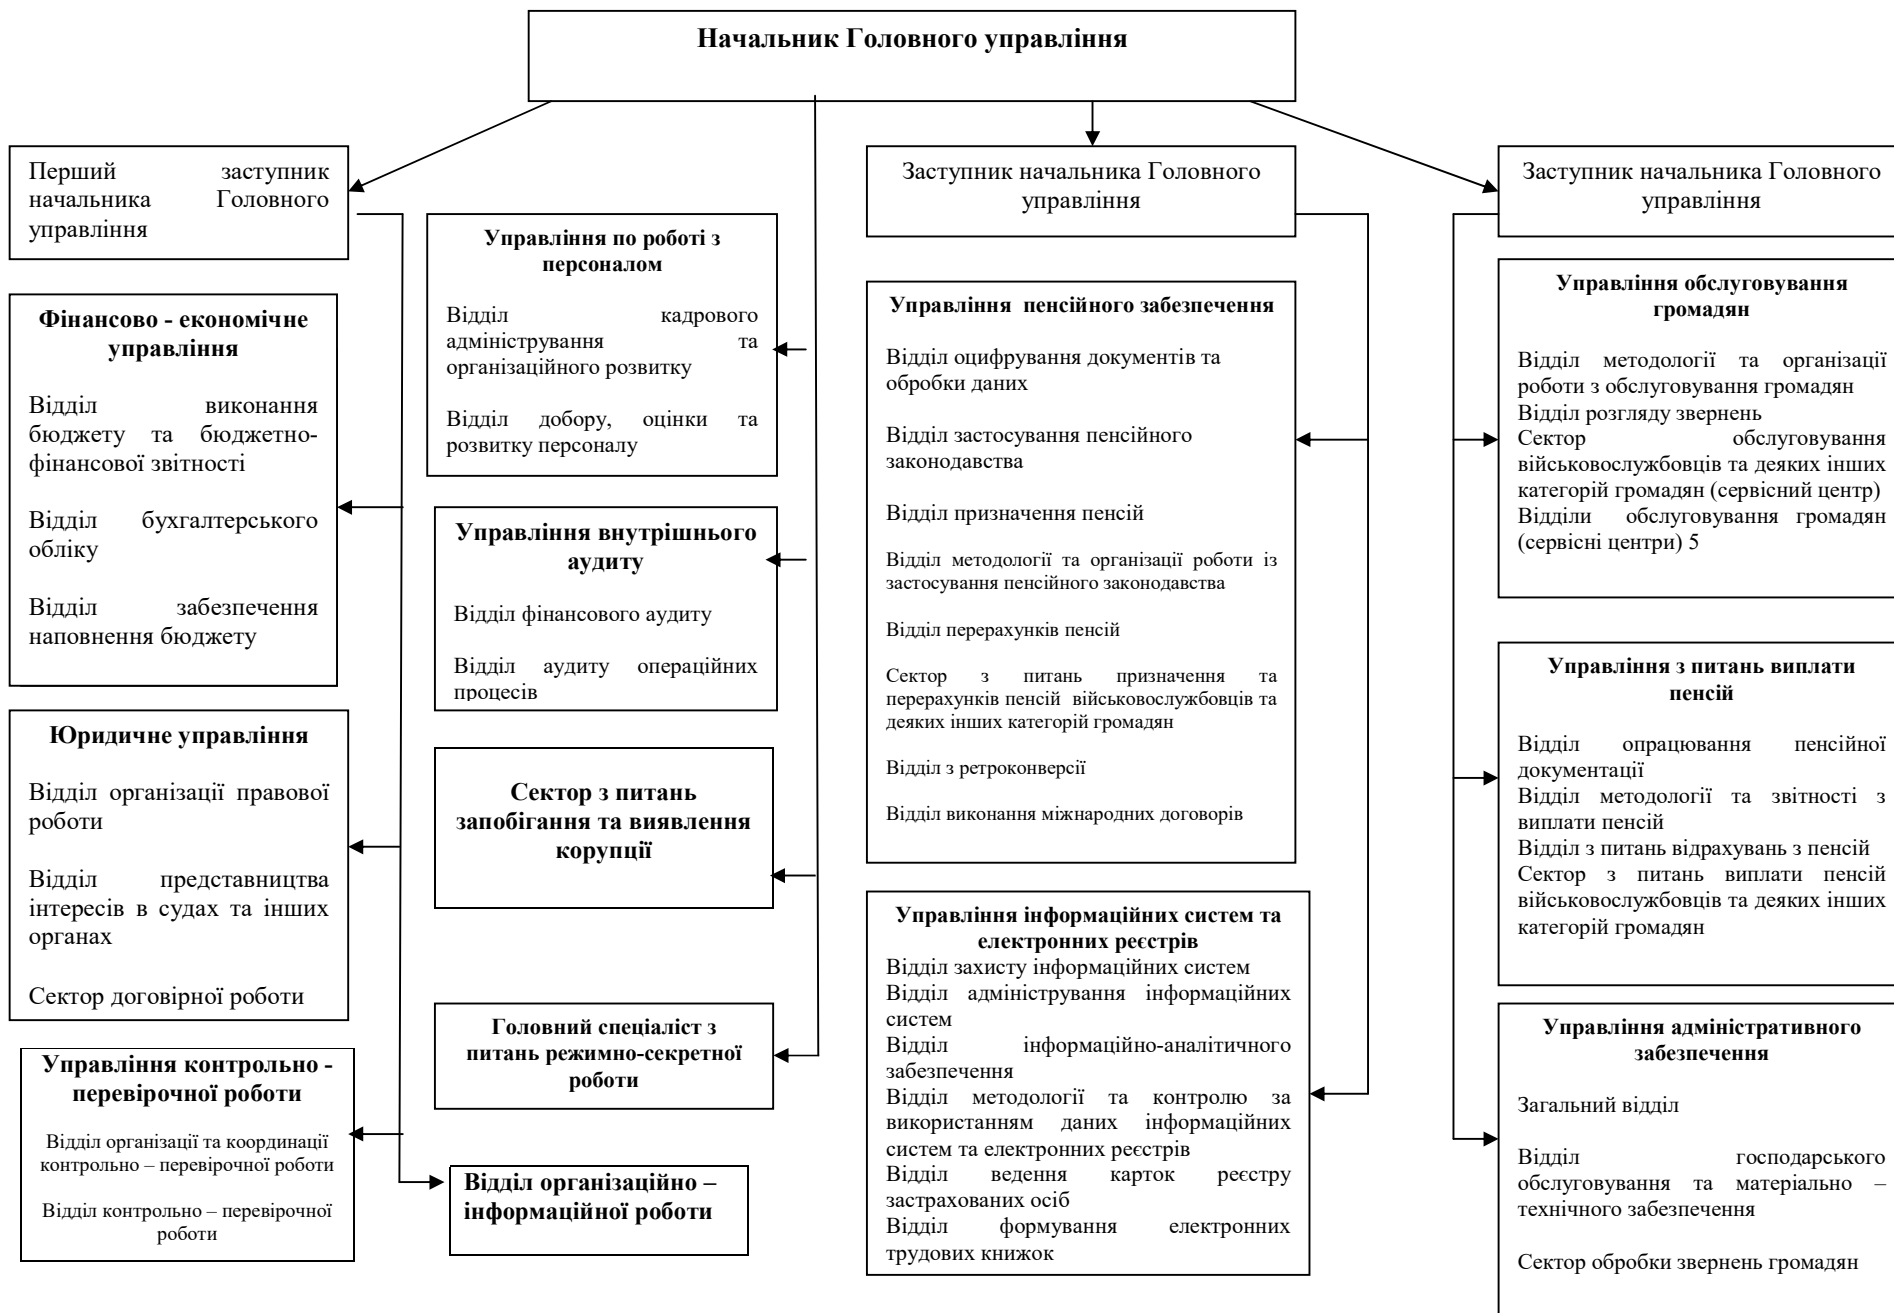 Начальник Головного управління
Перший заступник
начальника Головного
управління
Заступник начальника Головного
управління
Заступник начальника Головного
управління
Фінансово - економічне
управління
Відділ виконання
бюджету та бюджетно-
фінансової звітності
Відділ бухгалтерського
обліку
Відділ забезпечення
наповнення бюджету
Юридичне управління
Відділ організації правової
роботи
Відділ представництва
інтересів в судах та інших
органах
Сектор договірної роботи
Управління контрольно -
перевірочної роботи
Відділ організації та координації
контрольно – перевірочної роботи
Відділ контрольно – перевірочної
роботи
Управління по роботі з
персоналом
Відділ кадрового
адміністрування та
організаційного розвитку
Відділ добору, оцінки та
розвитку персоналу
Управління внутрішнього
аудиту
Відділ фінансового аудиту
Відділ аудиту операційних
процесів
Сектор з питань
запобігання та виявлення
корупції
Головний спеціаліст з
питань режимно-секретної
роботи
Відділ організаційно –
інформаційної роботи
Управління пенсійного забезпечення
Відділ оцифрування документів та
обробки даних
Відділ застосування пенсійного
законодавства
Відділ призначення пенсій
Відділ методології та організації роботи із
застосування пенсійного законодавства
Відділ перерахунків пенсій
Сектор з питань призначення та
перерахунків пенсій військовослужбовців та
деяких інших категорій громадян
Відділ з ретроконверсії
Відділ виконання міжнародних договорів
Управління інформаційних систем та
електронних реєстрів
Відділ захисту інформаційних систем
Відділ адміністрування інформаційних
систем
Відділ інформаційно-аналітичного
забезпечення
Відділ методології та контролю за
використанням даних інформаційних
систем та електронних реєстрів
Відділ ведення карток реєстру
застрахованих осіб
Відділ формування електронних
трудових книжок
Управління обслуговування
громадян
Відділ методології та організації
роботи з обслуговування громадян
Відділ розгляду звернень
Сектор обслуговування
військовослужбовців та деяких інших
категорій громадян (сервісний центр)
Відділи обслуговування громадян
(сервісні центри) 5
Управління з питань виплати
пенсій
Відділ опрацювання пенсійної
документації
Відділ методології та звітності з
виплати пенсій
Відділ з питань відрахувань з пенсій
Сектор з питань виплати пенсій
військовослужбовців та деяких інших
категорій громадян
Управління адміністративного
забезпечення
Загальний відділ
Відділ господарського
обслуговування та матеріально –
технічного забезпечення
Сектор обробки звернень громадян